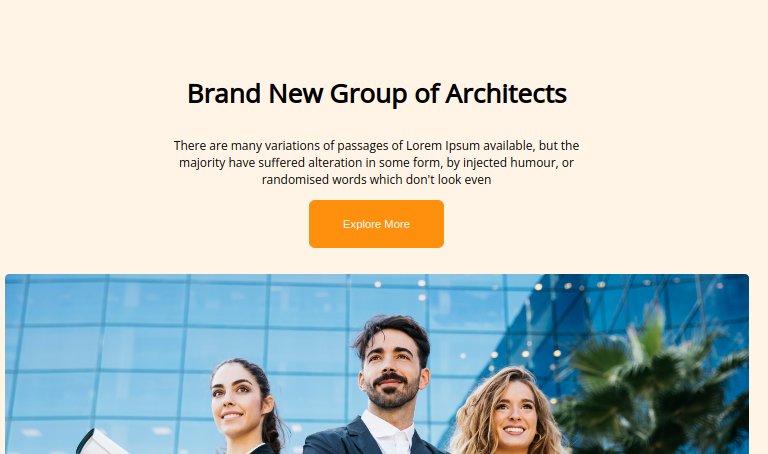 Brand New Group of Architects
There are many variations of passages of Lorem Ipsum available, but the
majority have suffered alteration in some form, by injected humour, or
randomised words which don't look even
Explore More